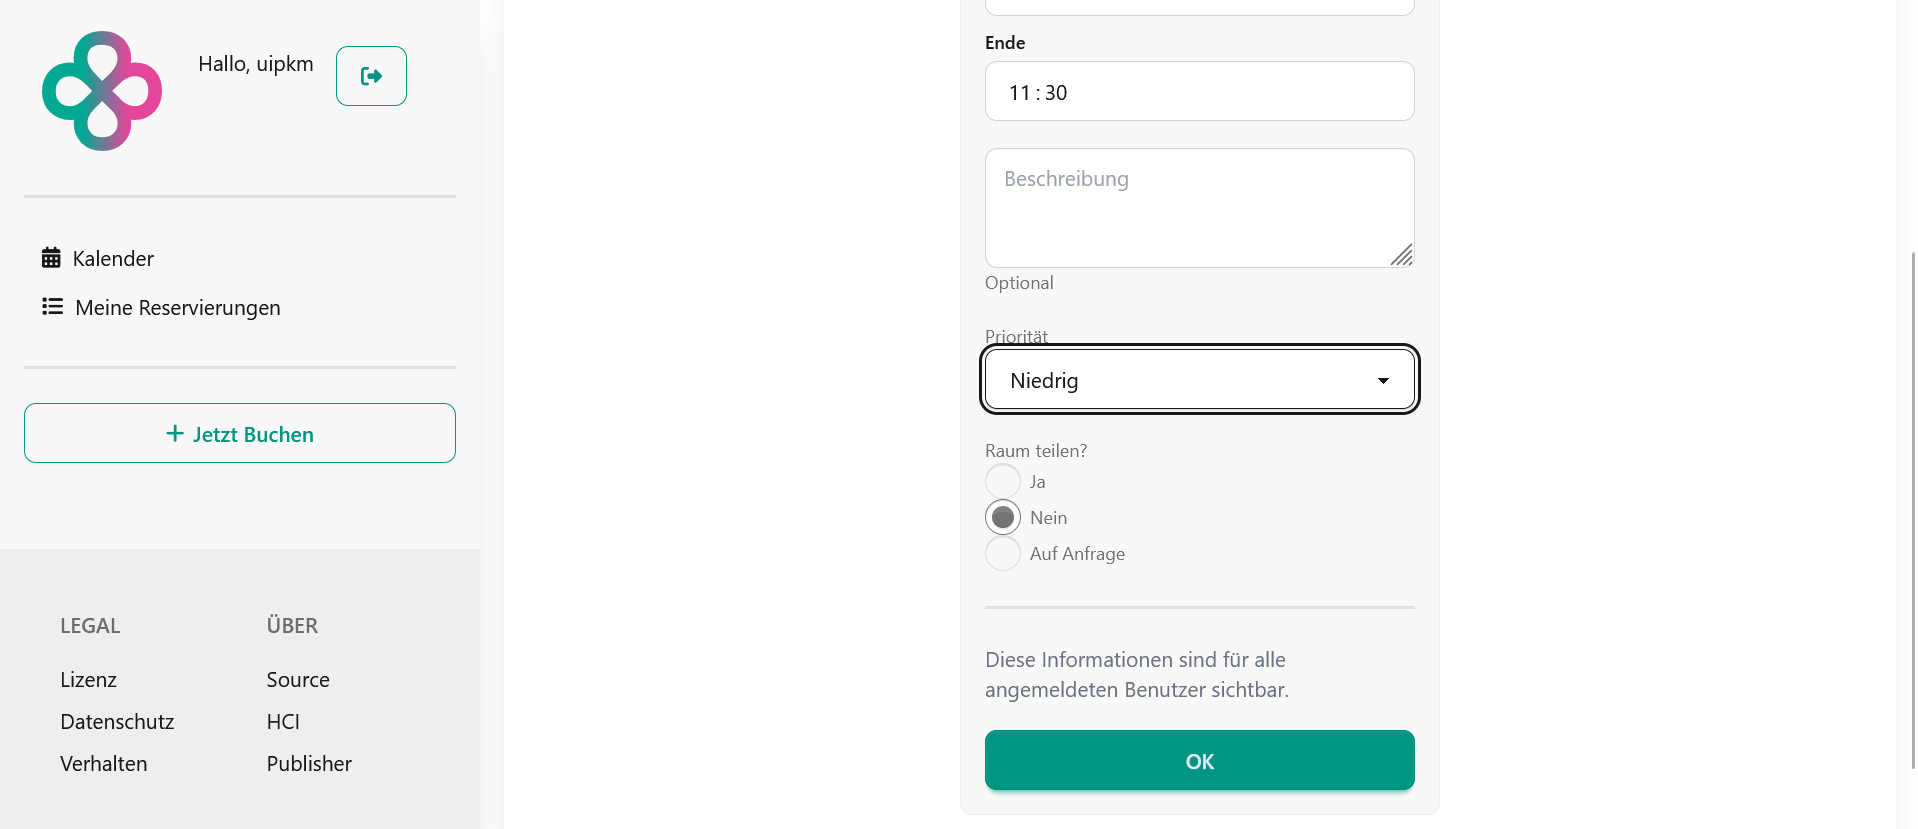 Hallo, uipkm
Kalender
Meine Reservierungen
Jetzt Buchen
LEGAL
Lizenz
Datenschutz
Verhalten
ÜBER
Source
HCI
Publisher
Ende
11 : 30
Beschreibung
Optional
Priorität
Niedrig
Raum teilen?
Ja
Nein
Auf Anfrage
Diese Informationen sind für alle
angemeldeten Benutzer sichtbar.
OK